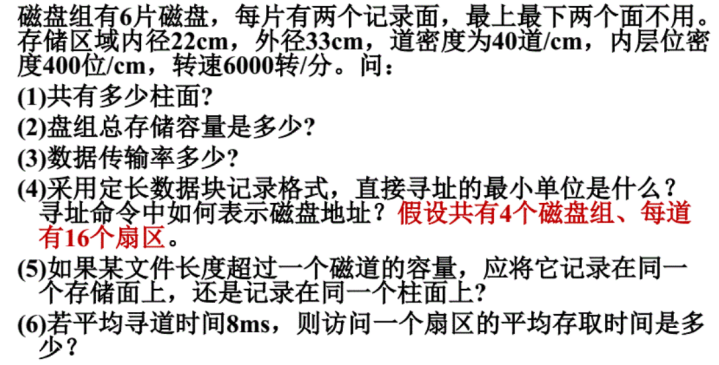 磁盘组有6片磁盘，每片有两个记录面，最上最下两个面不用。
存储区域内径22cm，外径33cm，道密度为40道/cm，内层位密
度400位/cm，转速6000转/分。问：
(1)共有多少柱面?
(2)盘组总存储容量是多少?
(3)数据传输率多少?
(4)采用定长数据块记录格式，直接寻址的最小单位是什么？
寻址命令中如何表示磁盘地址？假设共有4个磁盘组、每道
有16个扇区。
(5)如果某文件长度超过一个磁道的容量，应将它记录在同一
个存储面上，还是记录在同一个柱面上?
(6)若平均寻道时间8ms，则访问一个扇区的平均存取时间是多
少？